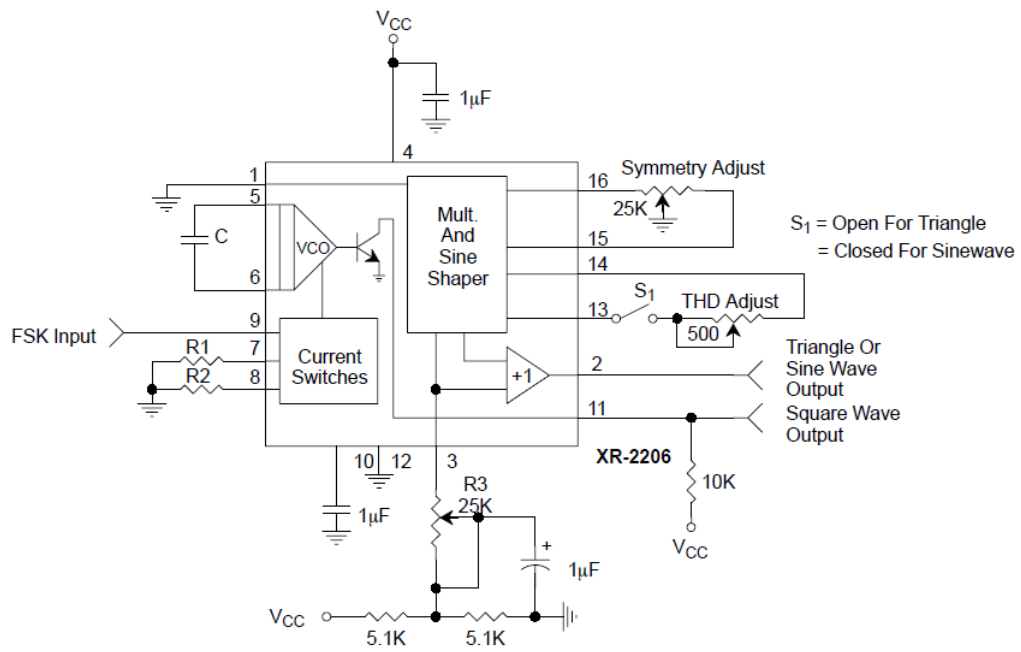 VCC
1µF
4
1
5
C
6
VCO
Mult.
And
Sine
Shaper
16
Symmetry Adjust
25K
15
S1 = Open For Triangle
= Closed For Sinewave
14
13
S1
THD Adjust
500
FSK Input
9
R1
7
R2
8
Current
Switches
+1
2
Triangle Or
Sine Wave
Output
11
Square Wave
Output
XR-2206
10
12
3
10K
VCC
1µF
R3
25K
+
1µF
VCC
5.1K
5.1K